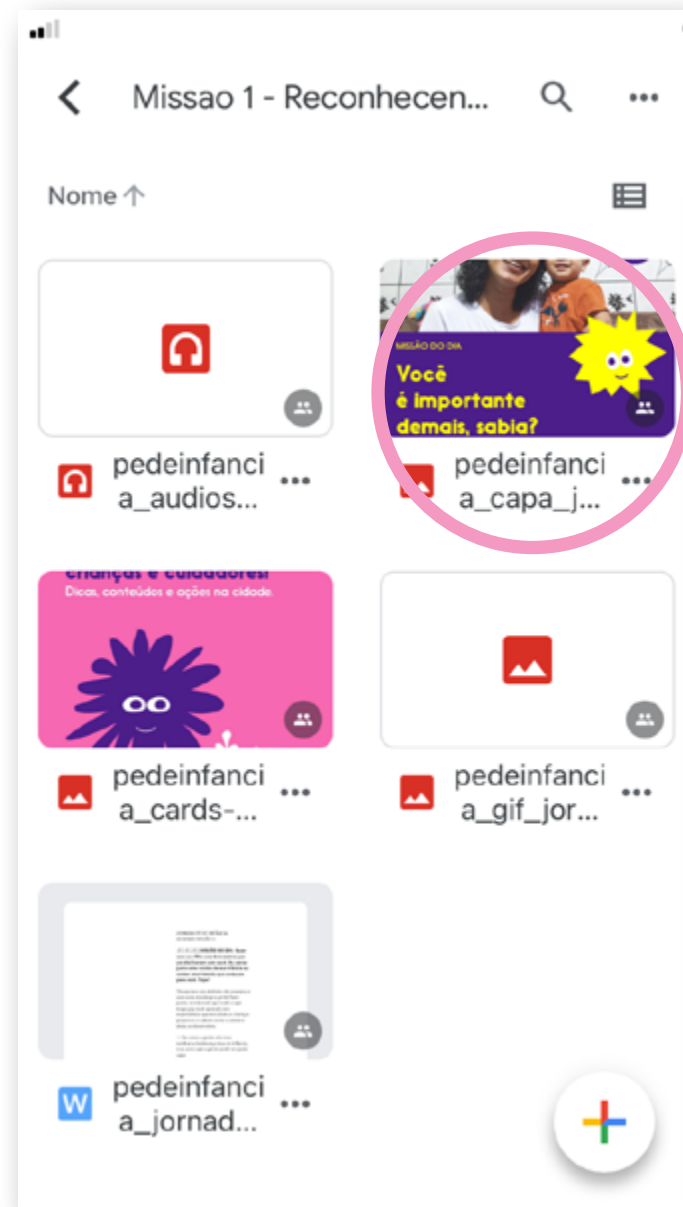 Missao 1 - Reconhecen...
Nome
MISSÃO DO DIA
Você
é importante
demais, sabia?
pedeinfanci
a_audios...
pedeinfanci
a_capa_j...
crianças e cuidadores!
Dicas, conteúdos e ações na cidade.
pedeinfanci
a_cards-...
pedeinfanci
a_gif_jor...
W
pedeinfanci
a_jornad...